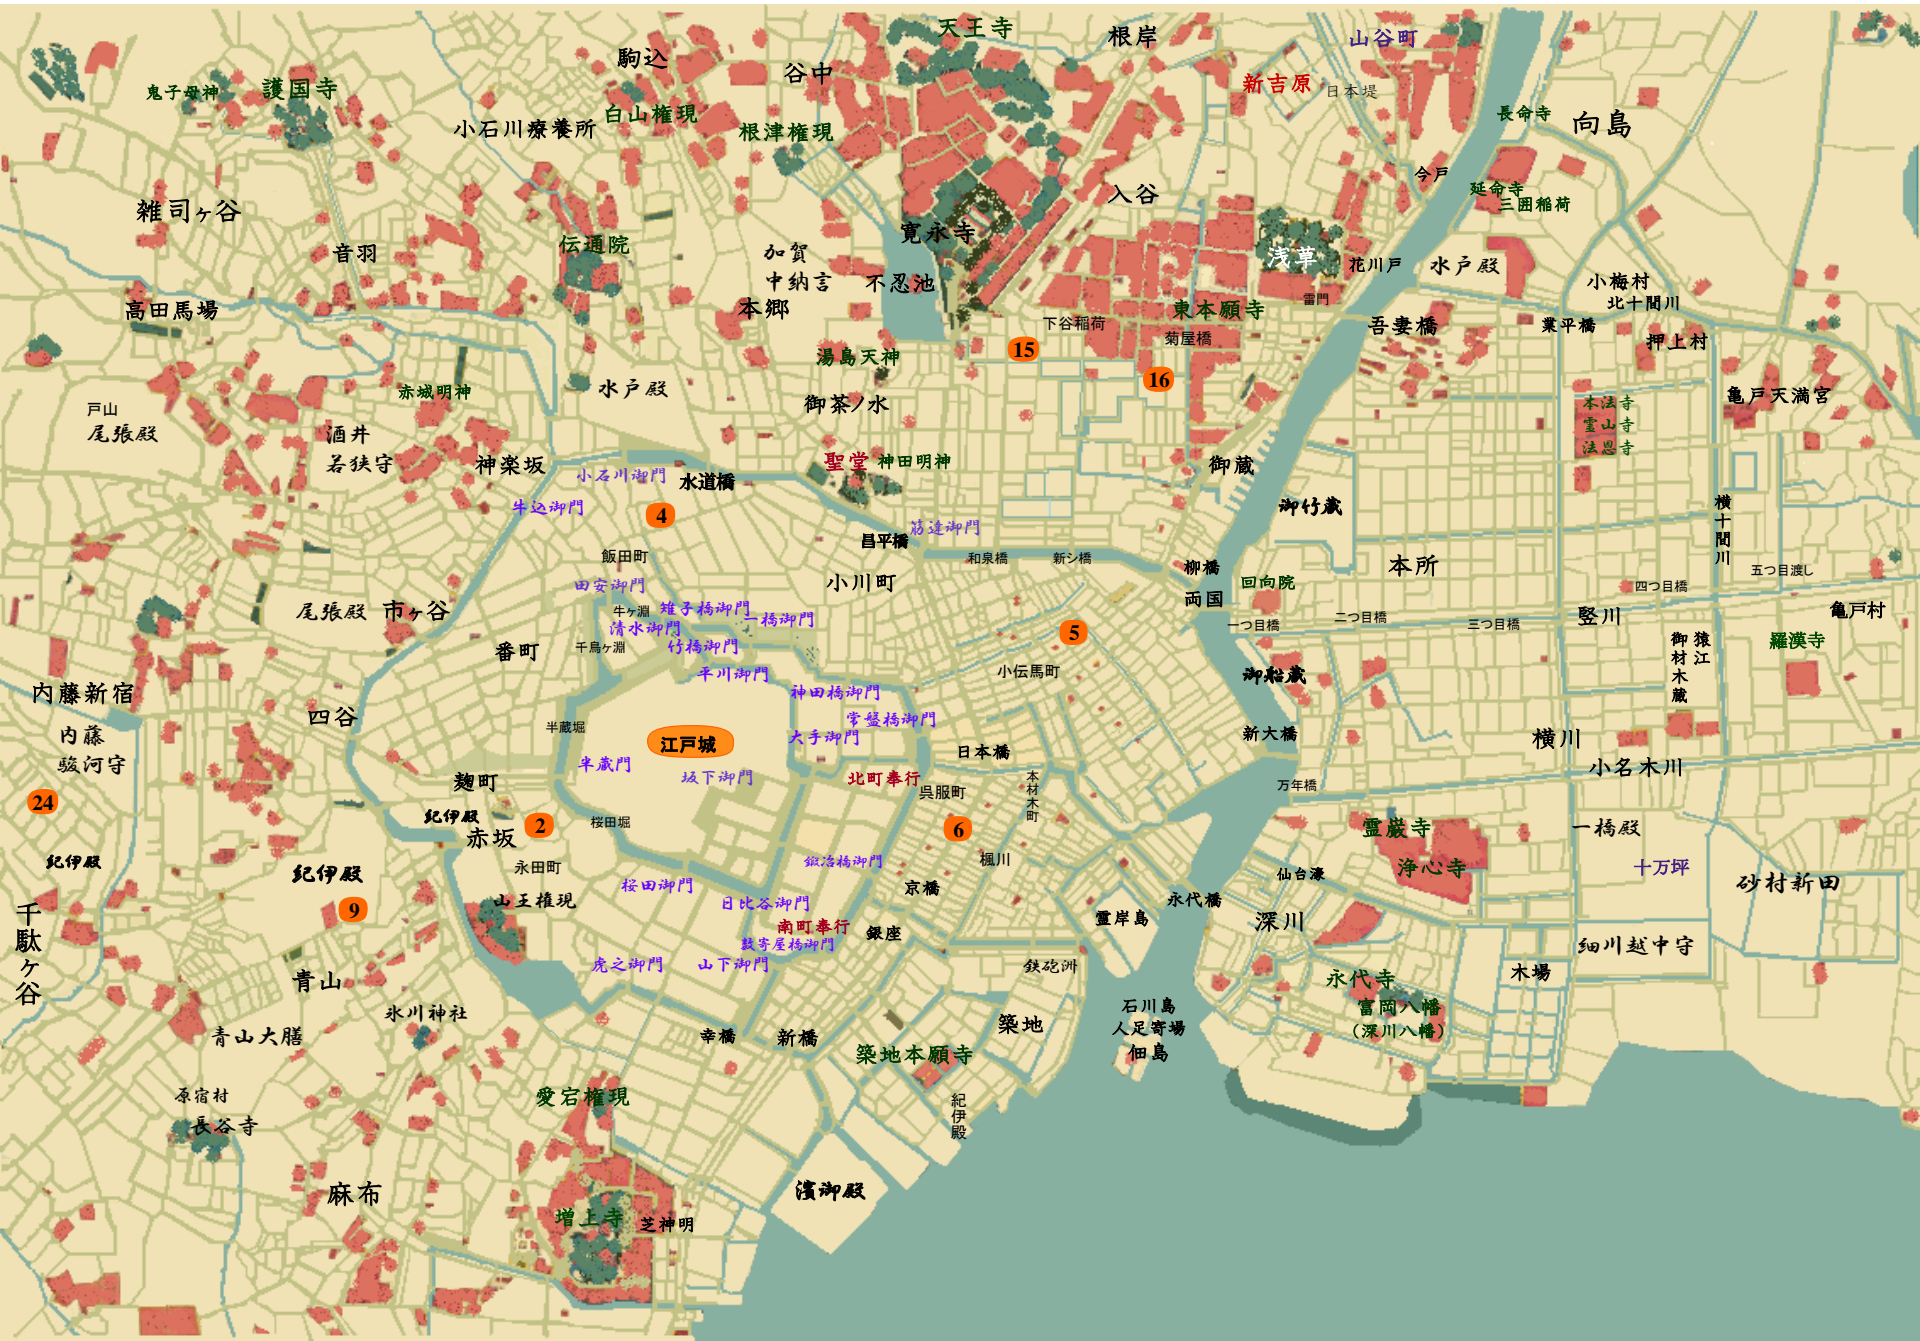 天王寺
根岸
駒込
谷中
山谷町
新吉原
日本堤
鬼子母神
護国寺
白山権現
根津権現
小石川療養所
長命寺
向島
今戸
延命寺
三囲稲荷
入谷
雑司ヶ谷
音羽
伝通院
寛永寺
加賀
中納言
不忍池
浅草
花川戸
水戸殿
小梅村
北十間川
高田馬場
本郷
東本願寺
雷門
下谷稲荷
菊屋橋
吾妻橋
業平橋
押上村
15
16
湯島天神
赤城明神
水戸殿
御茶ノ水
戸山
尾張殿
本法寺
霊山寺
法恩寺
亀戸天満宮
酒井
若狭守
神楽坂
聖堂
神田明神
御蔵
小石川御門
水道橋
牛込御門
4
御竹蔵
横十間川
筋違御門
昌平橋
飯田町
和泉橋
新シ橋
柳橋
本所
五つ目渡し
田安御門
小川町
回向院
四つ目橋
両国
尾張殿
市ヶ谷
牛ヶ淵
雉子橋御門
一橋御門
清水御門
5
一つ目橋
二つ目橋
三つ目橋
竪川
亀戸村
番町
千鳥ヶ淵
竹橋御門
猿江
御材木蔵
羅漢寺
平川御門
小伝馬町
御船蔵
内藤新宿
神田橋御門
四谷
半蔵堀
常盤橋御門
大手御門
江戸城
新大橋
内藤
駿河守
日本橋
横川
半蔵門
坂下御門
北町奉行
小名木川
麹町
呉服町
本材木町
万年橋
24
紀伊殿
2
桜田堀
赤坂
6
霊巌寺
一橋殿
紀伊殿
紀伊殿
永田町
鍛冶橋御門
楓川
仙台濠
浄心寺
十万坪
砂村新田
桜田御門
京橋
9
山王権現
日比谷御門
永代橋
千駄ヶ谷
南町奉行
銀座
霊岸島
深川
数寄屋橋御門
細川越中守
虎之御門
山下御門
鉄砲洲
木場
青山
永代寺
氷川神社
石川島
人足寄場
佃島
富岡八幡
(深川八幡)
青山大膳
幸橋
新橋
築地
築地本願寺
原宿村
愛宕権現
紀伊殿
長谷寺
麻布
濱御殿
増上寺
芝神明